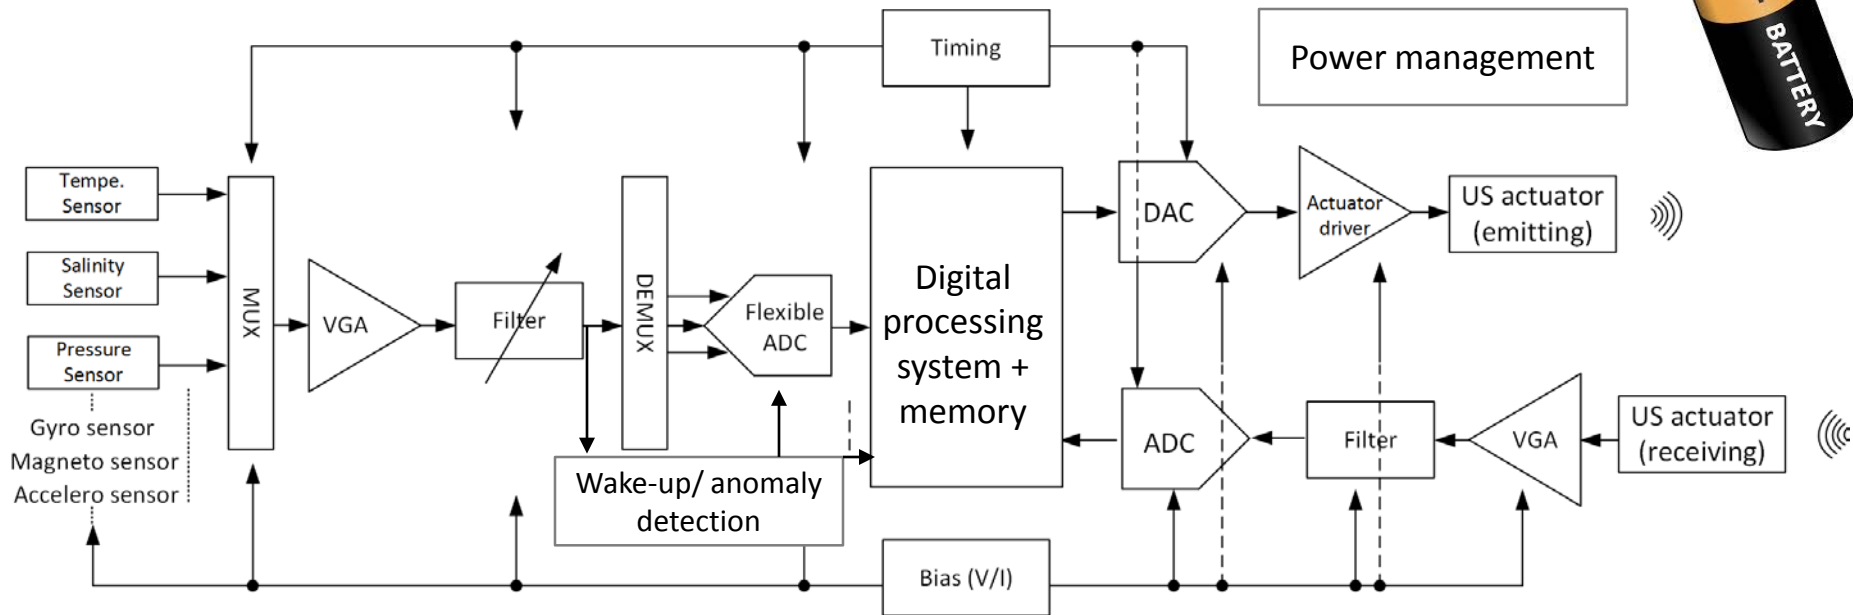 Timing
Power management
BATTERY
Tempe.
Sensor
Salinity
Sensor
Pressure
Sensor
Gyro sensor
Magneto sensor
Accelero sensor
MUX
VGA
Filter
DEMUX
Flexible
ADC
Wake-up/ anomaly
detection
Digital
processing
system +
memory
DAC
Actuator
driver
US actuator
(emitting)
ADC
Filter
VGA
US actuator
(receiving)
Bias (V/I)